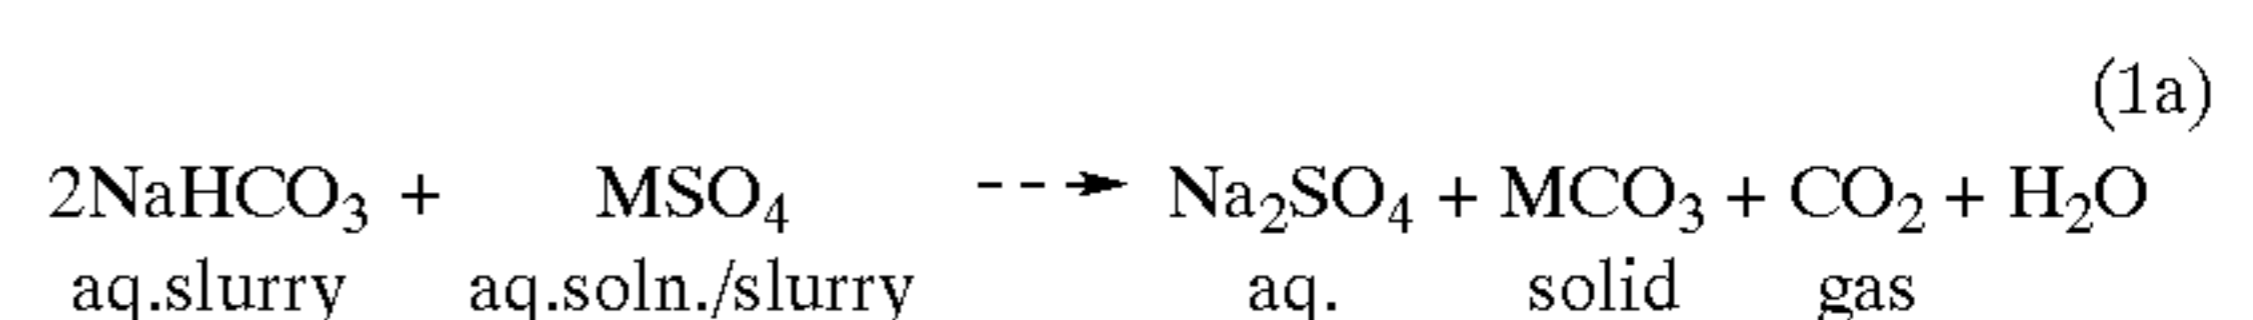 (1a)
2NaHCO₃ + MSO₄ --➤ Na₂SO₄ + MCO₃ + CO₂ + H₂O
aq.slurry aq.soln./slurry aq. solid gas